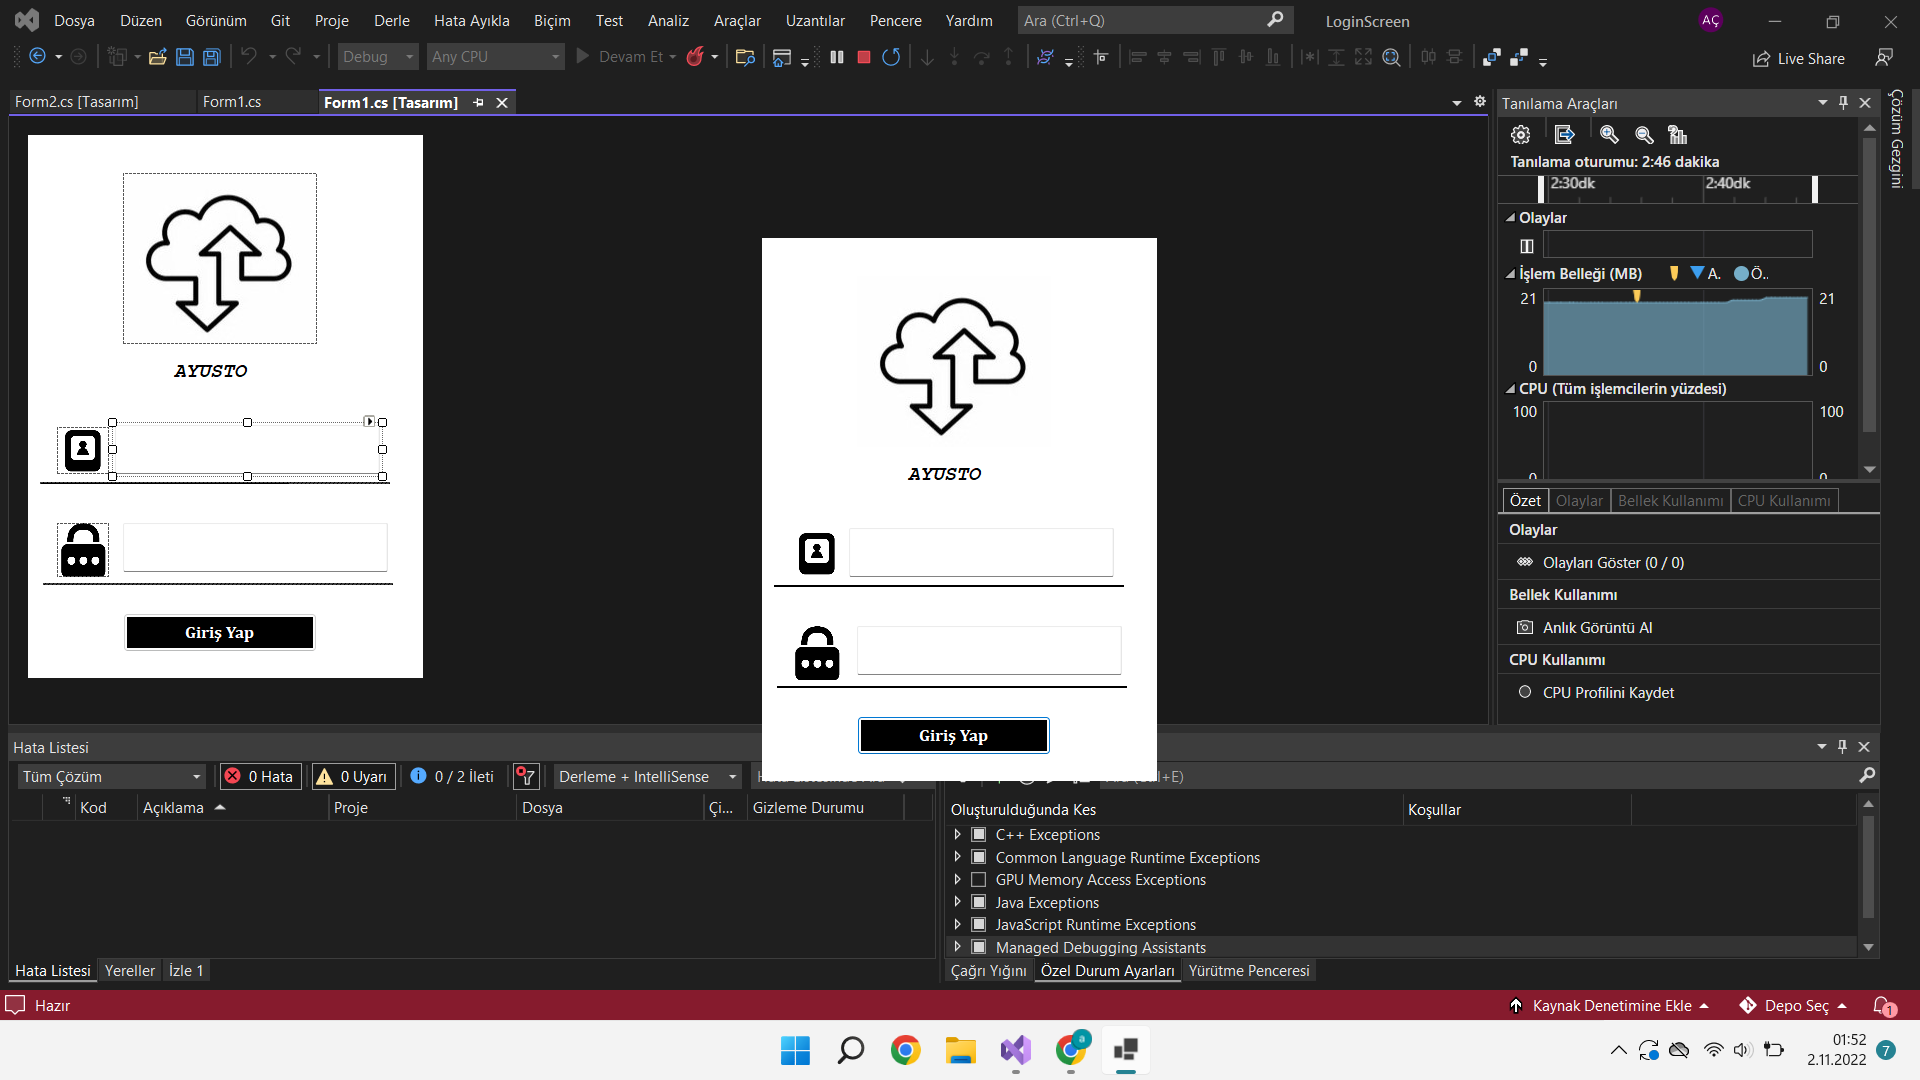 Dosya Düzen Görünüm Git Proje Derle Hata Ayıkla Biçim Test Analiz Araçlar Uzantılar Pencere Yardım Ara (Ctrl+Q) LoginScreen AÇ
Debug Any CPU Devam Et Live Share
Form2.cs [Tasarım] Form1.cs Form1.cs [Tasarım]
Tanılama Araçları
Çözüm Gezgini
Tanılama oturumu: 2:46 dakika
2:30dk 2:40dk
Olaylar
İşlem Belleği (MB) A. Ö..
21 21
0 0
CPU (Tüm işlemcilerin yüzdesi)
100 100
0 0
Özet Olaylar Bellek Kullanımı CPU Kullanımı
Olaylar
Olayları Göster (0 / 0)
Bellek Kullanımı
Anlık Görüntü Al
CPU Kullanımı
CPU Profilini Kaydet
AYUSTO
Giriş Yap
AYUSTO
Giriş Yap
Hata Listesi
Tüm Çözüm 0 Hata 0 Uyarı 0 / 2 İleti Derleme + IntelliSense
Kod Açıklama Proje Dosya Çi... Gizleme Durumu
Oluşturulduğunda Kes Koşullar
C++ Exceptions
Common Language Runtime Exceptions
GPU Memory Access Exceptions
Java Exceptions
JavaScript Runtime Exceptions
Managed Debugging Assistants
Hata Listesi Yereller İzle 1
Çağrı Yığını Özel Durum Ayarları Yürütme Penceresi
Hazır Kaynak Denetimine Ekle Depo Seç 1
a
01:52
2.11.2022 7